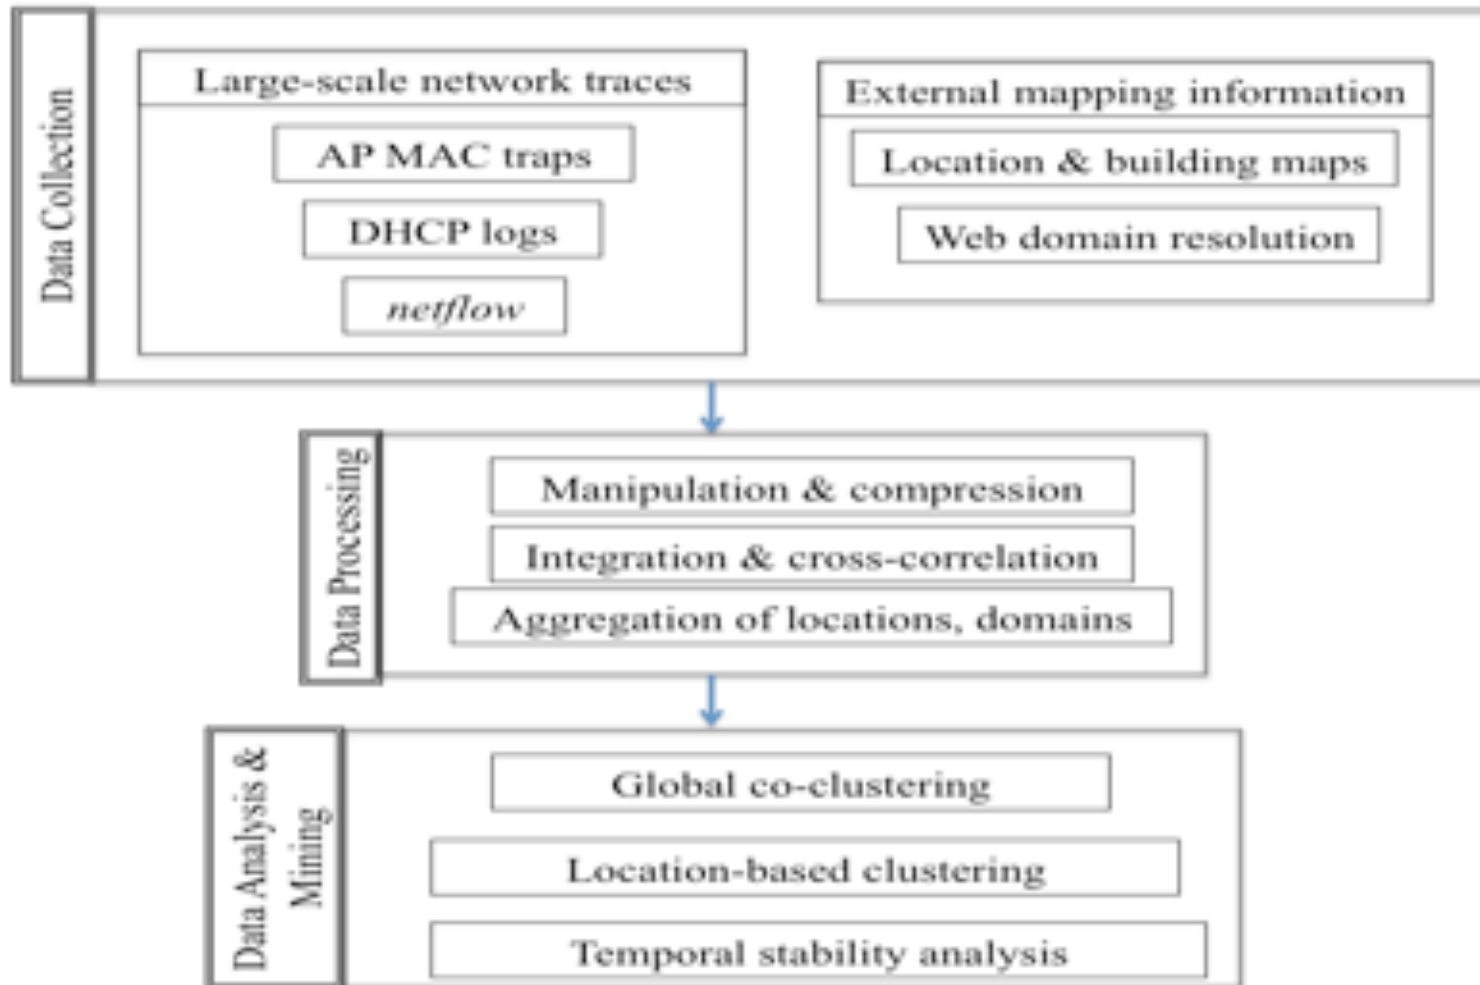 Data Collection
Large-scale network traces
AP MAC traps
DHCP logs
netflow
External mapping information
Location & building maps
Web domain resolution
Data Processing
Manipulation & compression
Integration & cross-correlation
Aggregation of locations, domains
Data Analysis &
Mining
Global co-clustering
Location-based clustering
Temporal stability analysis